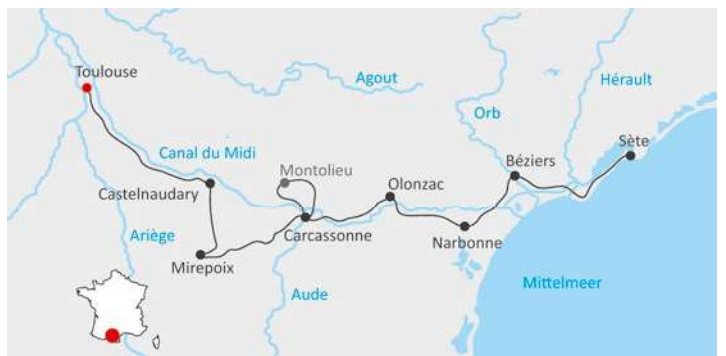 Toulouse
Agout
Hérault
Orb
Sète
Canal du Midi
Béziers
Montolieu
Castelnaudary
Olonzac
Ariège
Carcassonne
Narbonne
Mirepoix
Mittelmeer
Aude